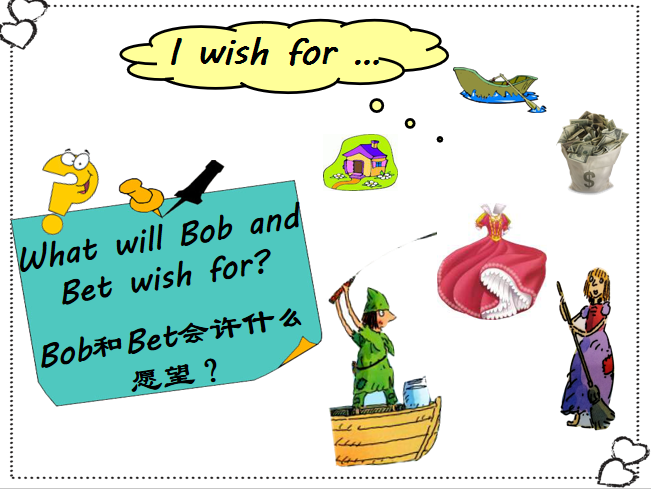 I wish for ...
What will Bob and
Bet wish for?
Bob和Bet会许什么
愿望？
$